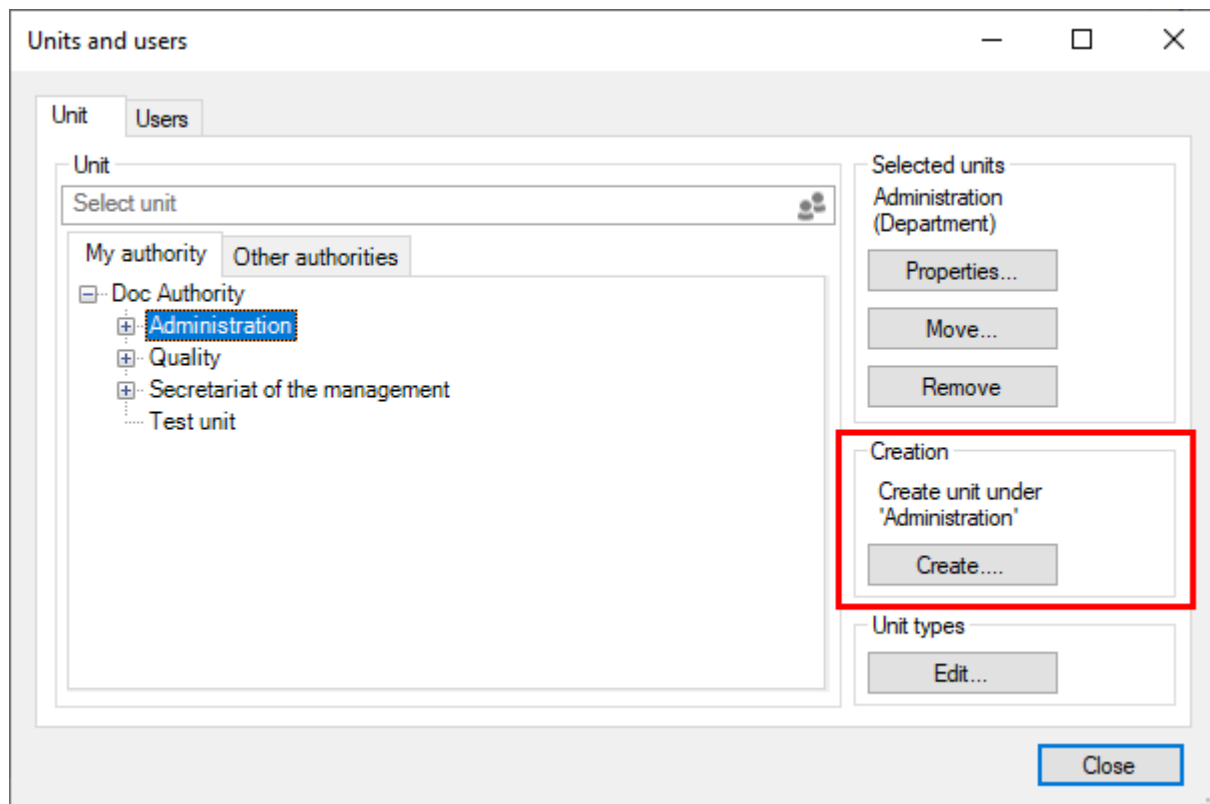 Units and users
Unit
Users
Unit
Select unit
My authority
Other authorities
Doc Authority
Administration
Quality
Secretariat of the management
Test unit
Selected units
Administration
(Department)
Properties...
Move...
Remove
Creation
Create unit under
'Administration'
Create....
Unit types
Edit...
Close